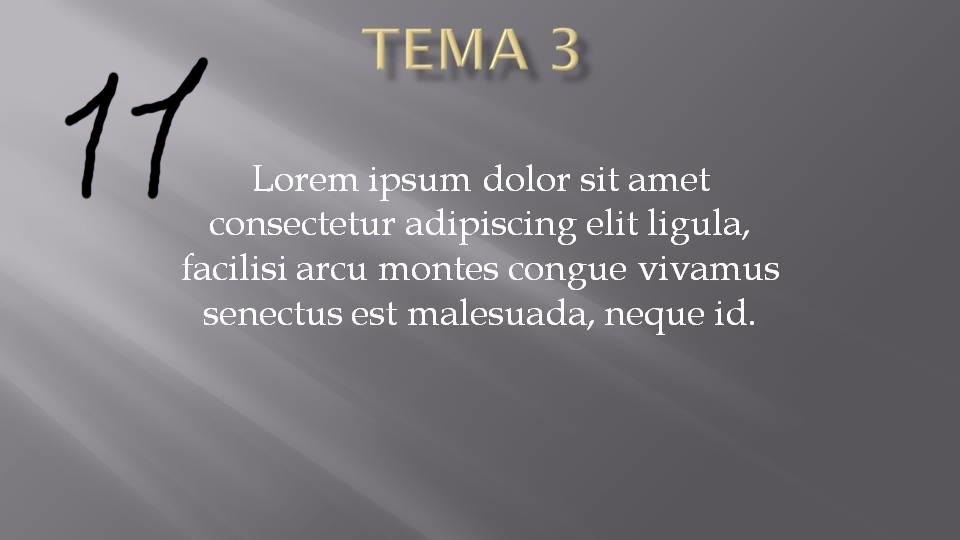 TEMA 3
11
Lorem ipsum dolor sit amet
consectetur adipiscing elit ligula,
facilisi arcu montes congue vivamus
senectus est malesuada, neque id.